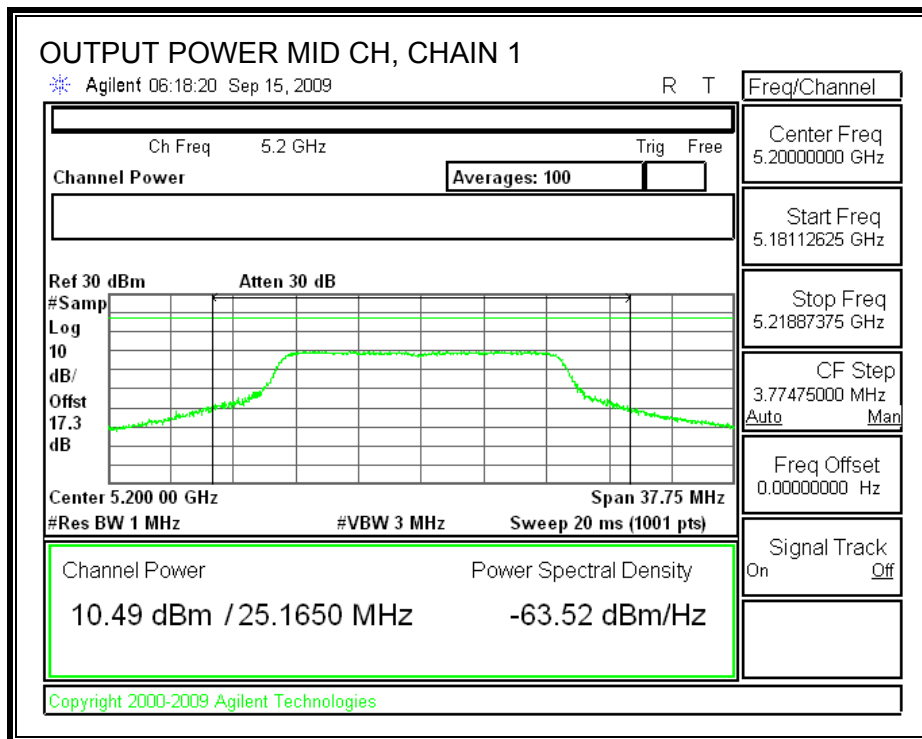 OUTPUT POWER MID CH, CHAIN 1
Agilent 06:18:20 Sep 15, 2009 R T
Freq/Channel
Ch Freq 5.2 GHz Trig Free
Channel Power Averages: 100
Center Freq
5.20000000 GHz
Start Freq
5.18112625 GHz
Stop Freq
5.21887375 GHz
CF Step
3.77475000 MHz
Auto Man
Freq Offset
0.00000000 Hz
Signal Track
On Off
Ref 30 dBm Atten 30 dB
#Samp
Log
10
dB/
Offst
17.3
dB
Center 5.200 00 GHz Span 37.75 MHz
#Res BW 1 MHz #VBW 3 MHz Sweep 20 ms (1001 pts)
Channel Power Power Spectral Density
10.49 dBm / 25.1650 MHz -63.52 dBm/Hz
Copyright 2000-2009 Agilent Technologies